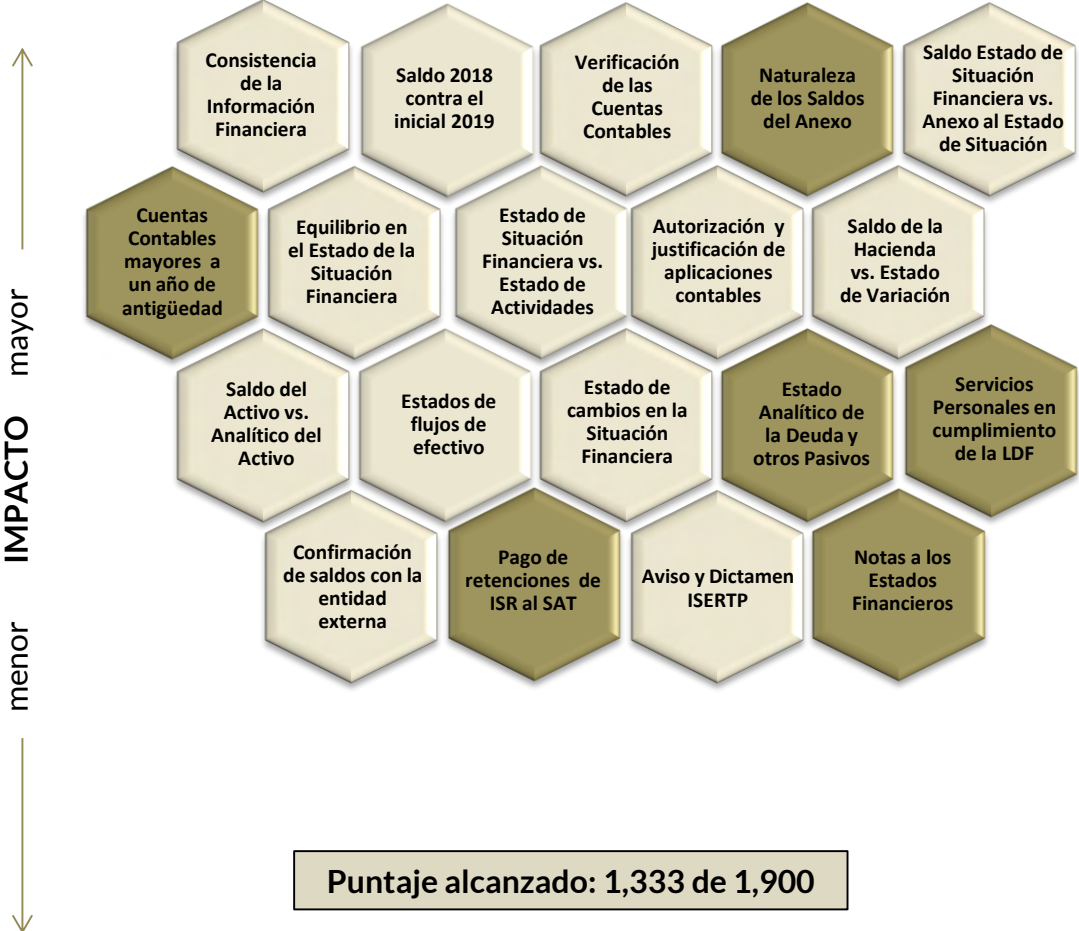 Consistencia
de la
Información
Financiera
Saldo 2018
contra el
inicial 2019
Verificación
de las
Cuentas
Contables
Naturaleza
de los Saldos
del Anexo
Saldo Estado de
Situación
Financiera vs.
Anexo al Estado
de Situación
Cuentas
Contables
mayores a
un año de
antigüedad
Equilibrio en
el Estado de la
Situación
Financiera
Estado de
Situación
Financiera vs.
Estado de
Actividades
Autorización y
justificación de
aplicaciones
contables
Saldo de la
Hacienda
vs. Estado
de Variación
Saldo del
Activo vs.
Analítico del
Activo
Estados de
flujos de
efectivo
Estado de
cambios en la
Situación
Financiera
Estado
Analítico de
la Deuda y
otros Pasivos
Servicios
Personales en
cumplimiento
de la LDF
Confirmación
de saldos con la
entidad
externa
Pago de
retenciones de
ISR al SAT
Aviso y Dictamen
ISERTP
Notas a los
Estados
Financieros
menor IMPACTO mayor
Puntaje alcanzado: 1,333 de 1,900